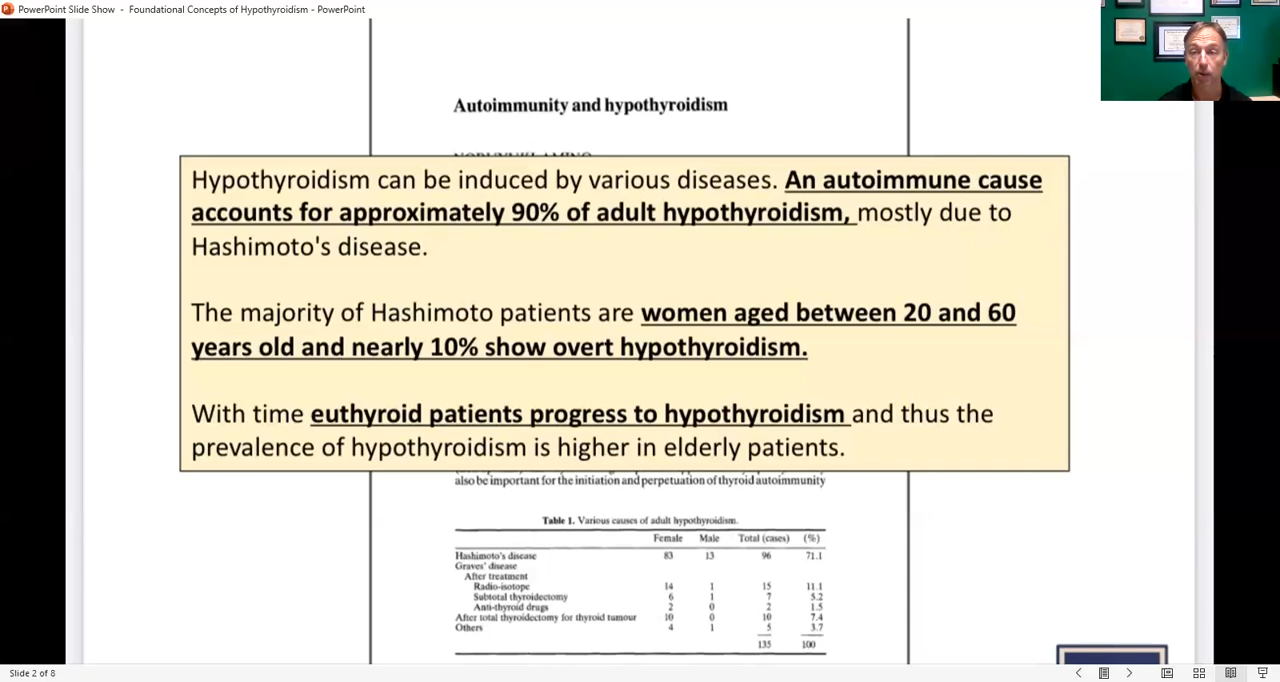 PowerPoint Slide Show - Foundational Concepts of Hypothyroidism - PowerPoint
Autoimmunity and hypothyroidism
Hypothyroidism can be induced by various diseases. An autoimmune cause
accounts for approximately 90% of adult hypothyroidism, mostly due to
Hashimoto's disease.
The majority of Hashimoto patients are women aged between 20 and 60
years old and nearly 10% show overt hypothyroidism.
With time euthyroid patients progress to hypothyroidism and thus the
prevalence of hypothyroidism is higher in elderly patients.
also be important for the initiation and perpetuation of thyroid autoimmunity
Table 1. Various causes of adult hypothyroidism.
Female Male Total (cases) (%)
Hashimoto's disease 83 13 96 71.1
Graves' disease
After treatment
Radio-isotope 14 1 15 11.1
Subtotal thyroidectomy 6 1 7 5.2
Anti-thyroid drugs 2 0 2 1.5
After total thyroidectomy for thyroid tumour 10 0 10 7.4
Others 4 1 5 3.7
135 100
Slide 2 of 8